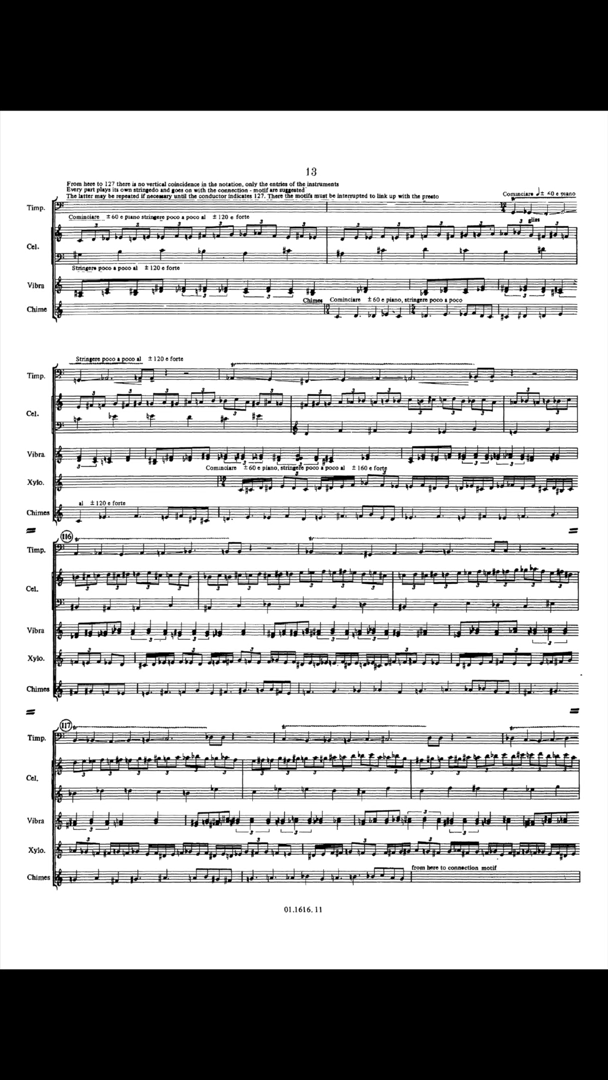 13
From here to 127 there is no vertical coincidence in the notation, only the entries of the instruments
Every part plays its own stringedo and goes on with the connection - motif are suggested
The latter may be repeated if necessary until the conductor indicates 127. There the motifs must be interrupted to link up with the presto
Cominciare ♩± 60 e piano
Timp.
gliss
Cominciare ± 60 e piano stringere poco a poco al ± 120 e forte
Cel.
Stringere poco a poco al ± 120 e forte
Vibra
Chimes Cominciare ± 60 e piano, stringere poco a poco
Chime
Stringere poco a poco al ± 120 e forte
Timp.
Cel.
Vibra
Cominciare ± 60 e piano, stringere poco a poco al ± 160 e forte
Xylo.
al ± 120 e forte
Chimes
116
Timp.
Cel.
Vibra
Xylo.
Chimes
117
Timp.
Cel.
Vibra
Xylo.
from here to connection motif
Chimes
01.1616.11